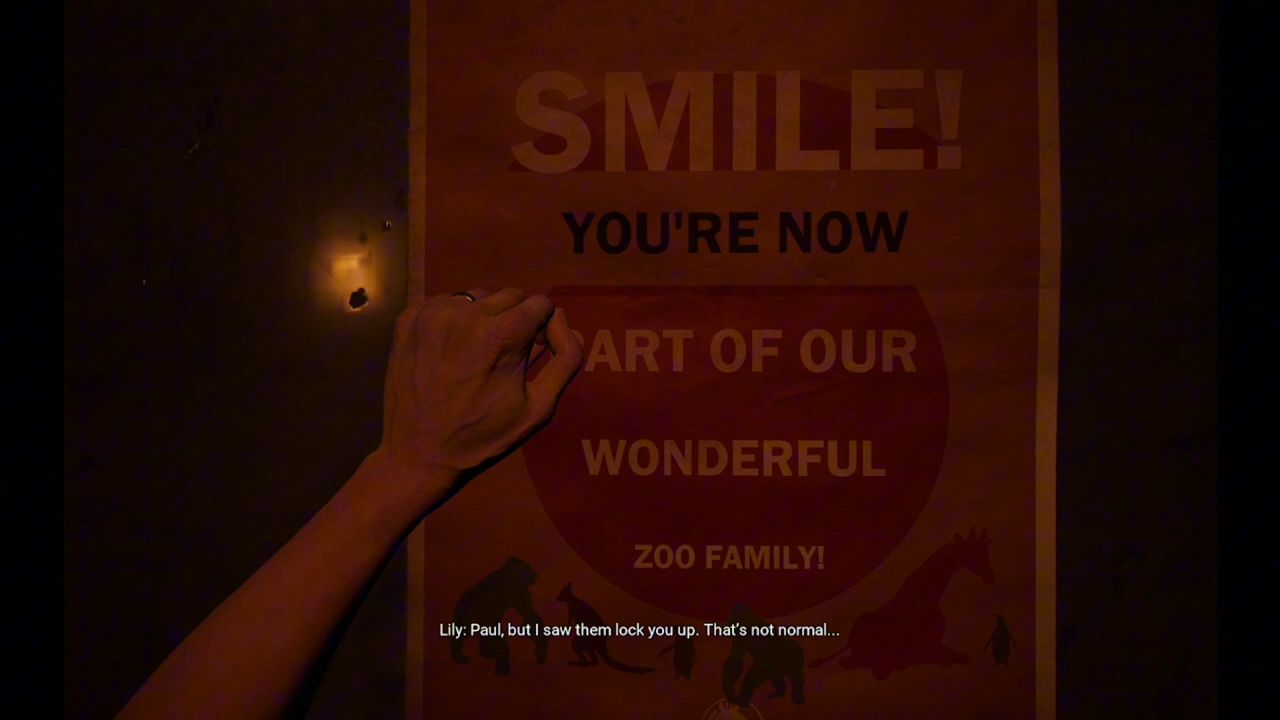 SMILE!
YOU'RE NOW
PART OF OUR
WONDERFUL
ZOO FAMILY!
Lily: Paul, but I saw them lock you up. That's not normal...